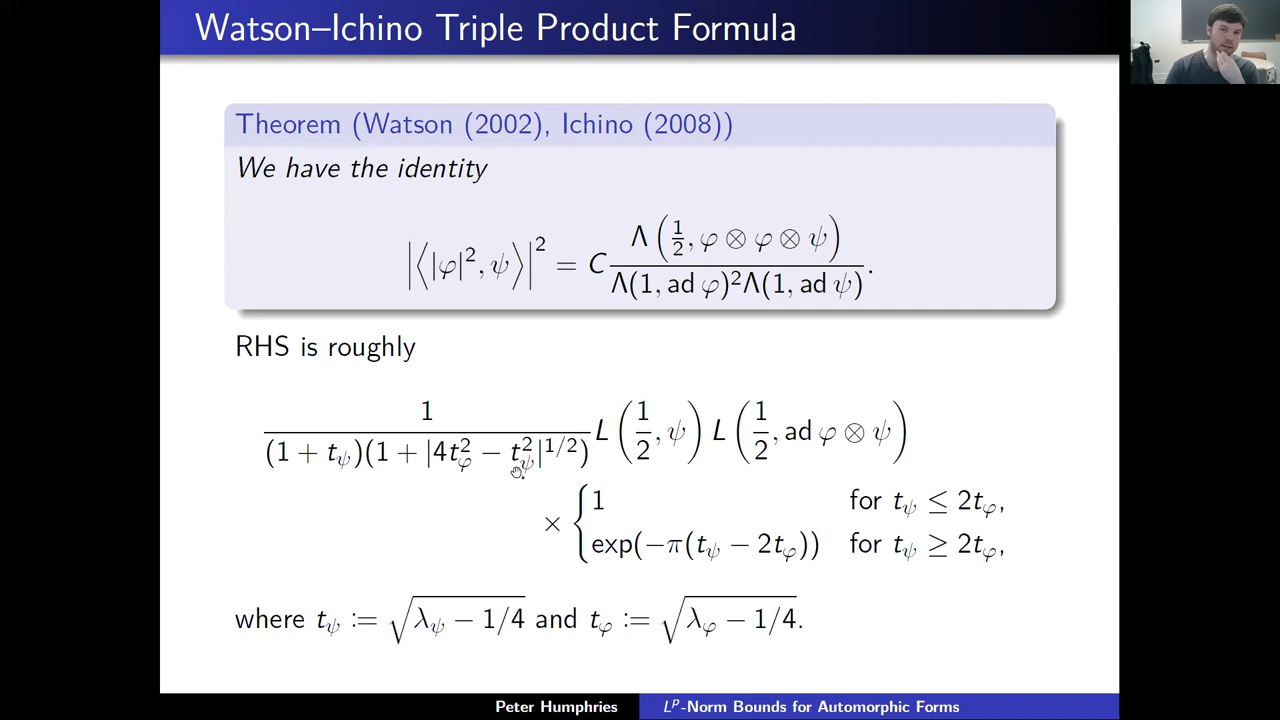 Watson–Ichino Triple Product Formula
Theorem (Watson (2002), Ichino (2008))
We have the identity
|⟨|φ|², ψ⟩|² = C Λ(1/2, φ ⊗ φ ⊗ ψ) / Λ(1, ad φ)²Λ(1, ad ψ).
RHS is roughly
1 / (1 + t_ψ)(1 + |4t_φ² − t_ψ²|^{1/2}) L(1/2, ψ) L(1/2, ad φ ⊗ ψ)
× { 1 for t_ψ ≤ 2t_φ,
exp(−π(t_ψ − 2t_φ)) for t_ψ ≥ 2t_φ,
where t_ψ := √(λ_ψ − 1/4) and t_φ := √(λ_φ − 1/4).
Peter Humphries L^p-Norm Bounds for Automorphic Forms